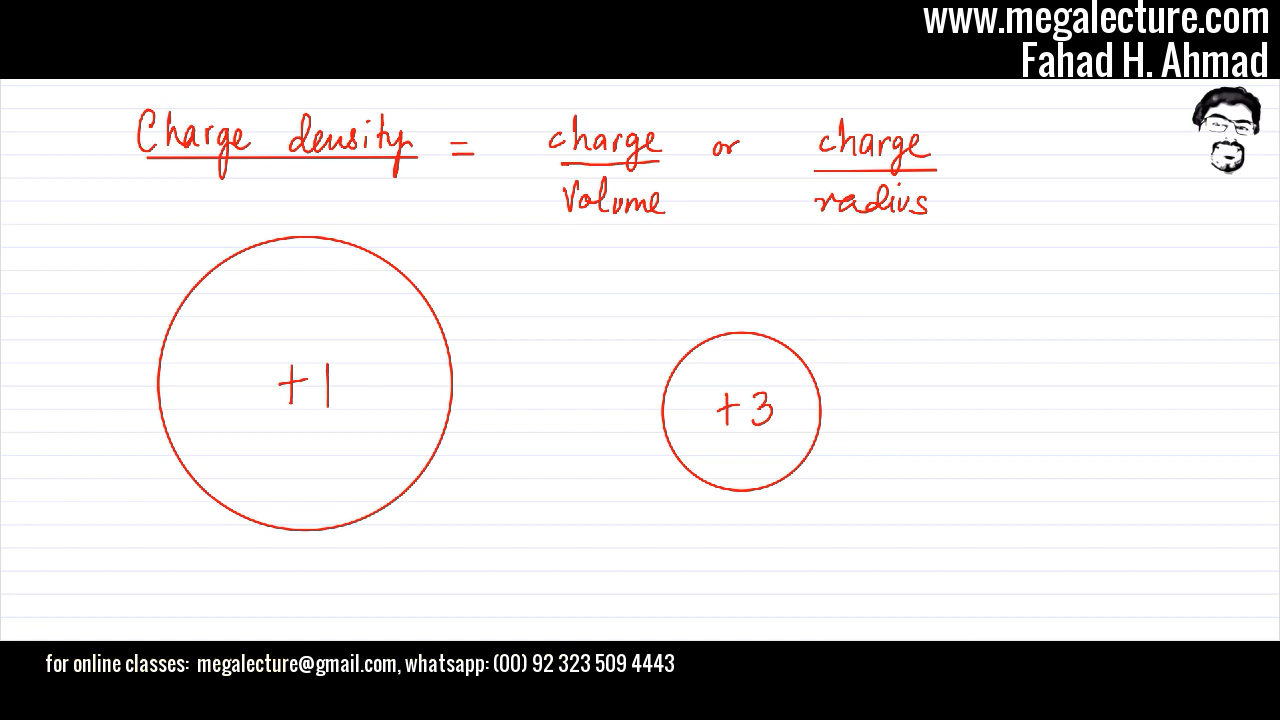 www.megalecture.com
Fahad H. Ahmad
Charge density = charge or charge
volume radius
+1
+3
for online classes: megalecture@gmail.com, whatsapp: (00) 92 323 509 4443